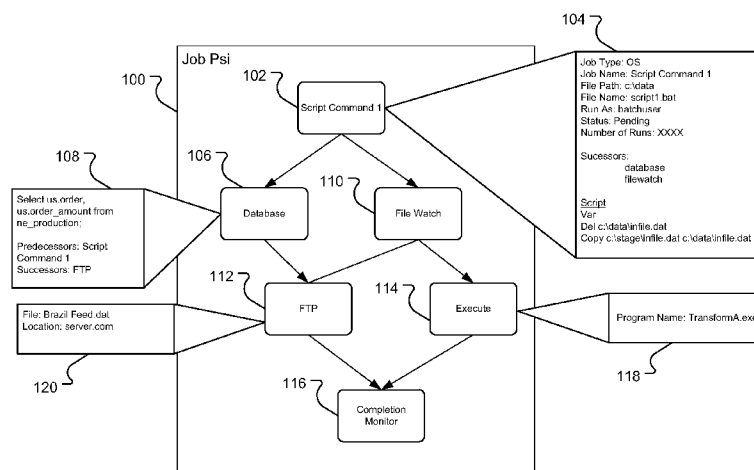 104
Job Psi
100
102
Script Command 1
Job Type: OS
Job Name: Script Command 1
File Path: c:\data
File Name: script1.bat
Run As: batchuser
Status: Pending
Number of Runs: XXXX
Sucessors:
database
filewatch
Script
Var
Del c:\data\infile.dat
Copy c:\stage\infile.dat c:\data\infile.dat
108
106
110
Select us.order,
us.order_amount from
ne_production;
Predecessors: Script
Command 1
Successors: FTP
Database
File Watch
112
114
File: Brazil Feed.dat
Location: server.com
FTP
Execute
Program Name: TransformA.exe
120
118
116
Completion
Monitor